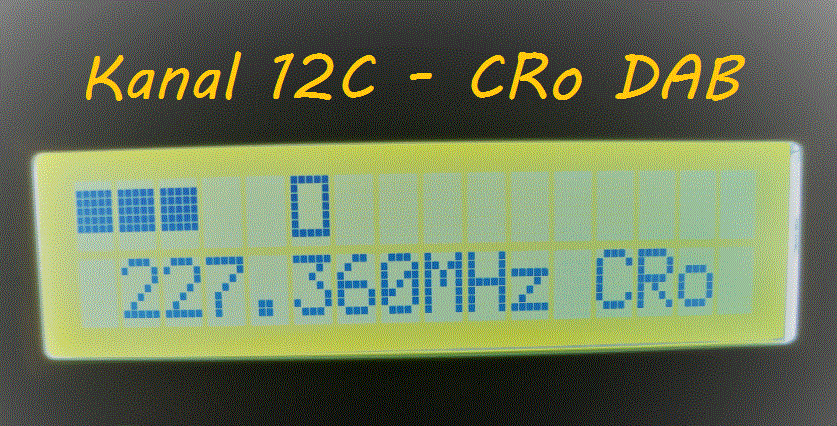 Kanal 12C - CRo DAB
227.360MHz CRo